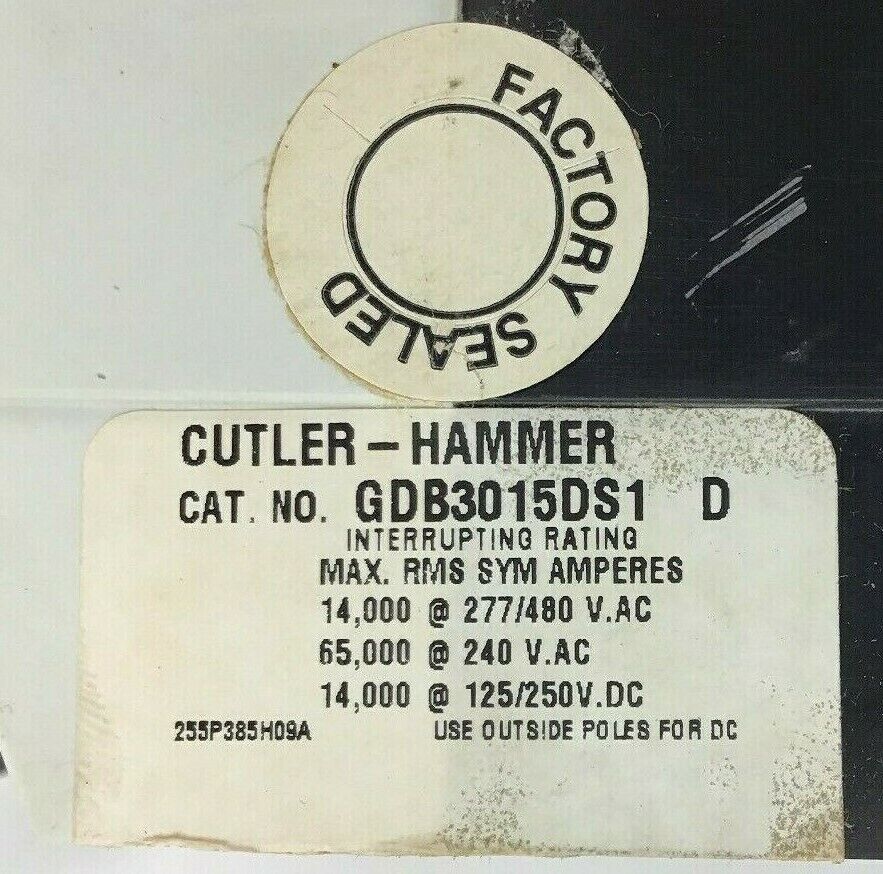 FACTORY SEALED
CUTLER-HAMMER
CAT. NO. GDB3015DS1 D
INTERRUPTING RATING
MAX. RMS SYM AMPERES
14,000 @ 277/480 V.AC
65,000 @ 240 V.AC
14,000 @ 125/250V.DC
255P385H09A USE OUTSIDE POLES FOR DC